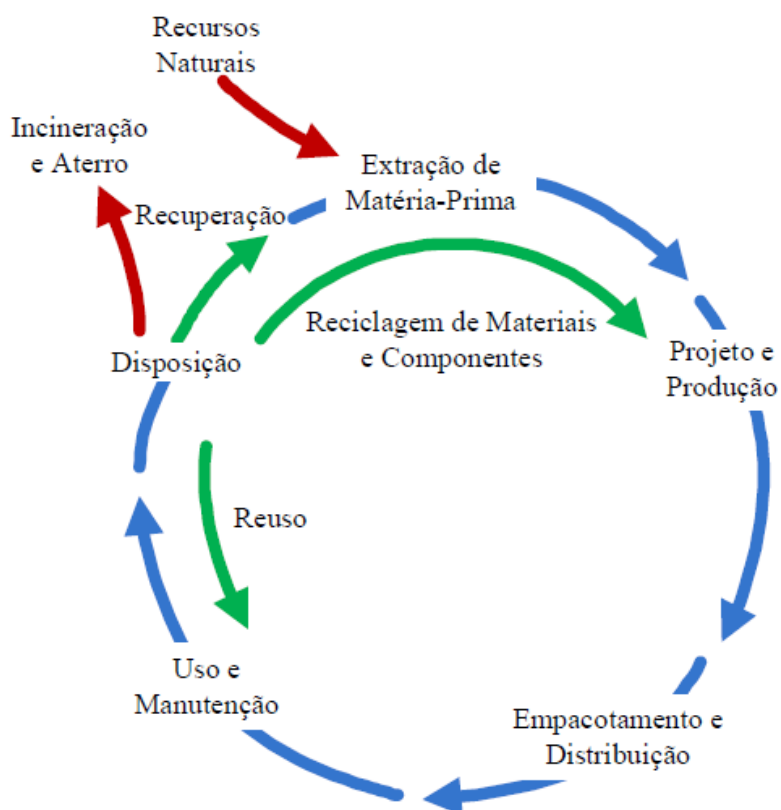 Recursos
Naturais
Incineração
e Aterro
Extração de
Matéria-Prima
Recuperação
Reciclagem de Materiais
e Componentes
Projeto e
Produção
Disposição
Reuso
Uso e
Manutenção
Empacotamento e
Distribuição